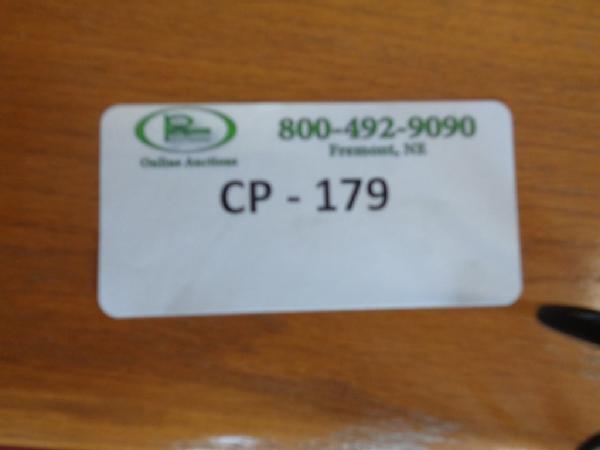 800-492-9090
Fremont, NE
Online Auctions
CP - 179